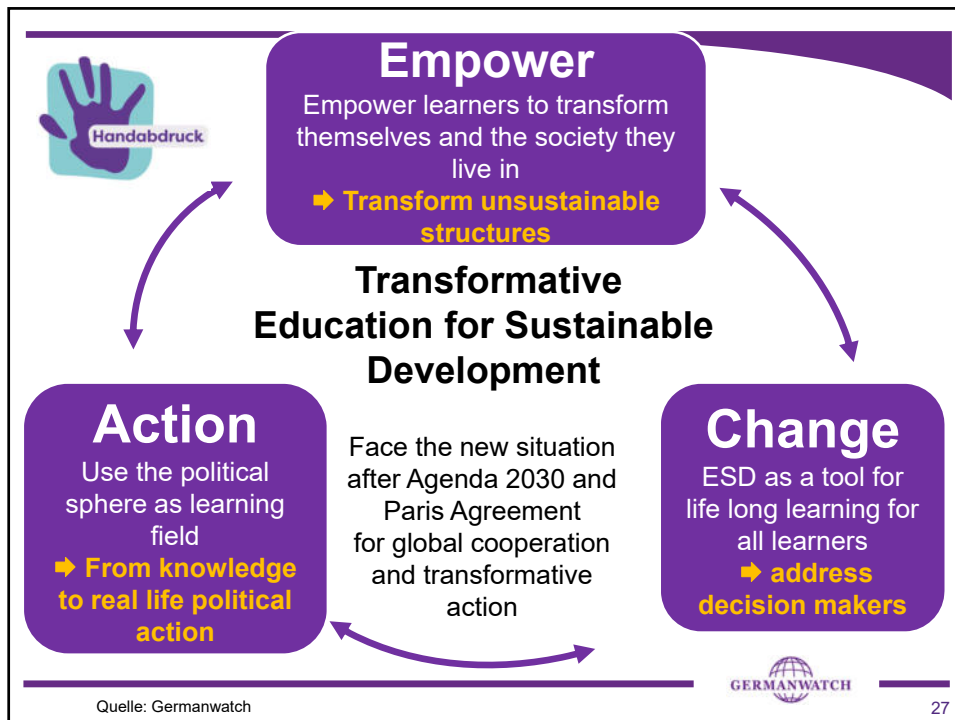 Handabdruck
Empower
Empower learners to transform
themselves and the society they
live in
➡ Transform unsustainable
structures
Transformative
Education for Sustainable
Development
Action
Use the political
sphere as learning
field
➡ From knowledge
to real life political
action
Face the new situation
after Agenda 2030 and
Paris Agreement
for global cooperation
and transformative
action
Change
ESD as a tool for
life long learning for
all learners
➡ address
decision makers
GERMANWATCH
Quelle: Germanwatch
27